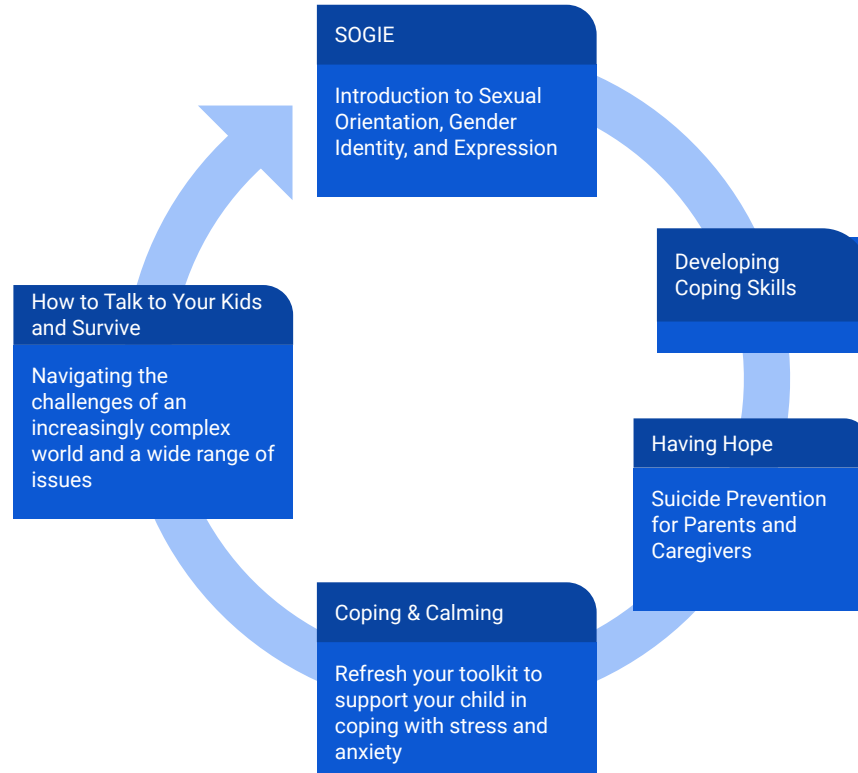 SOGIE
Introduction to Sexual
Orientation, Gender
Identity, and Expression
Developing
Coping Skills
Having Hope
Suicide Prevention
for Parents and
Caregivers
Coping & Calming
Refresh your toolkit to
support your child in
coping with stress and
anxiety
How to Talk to Your Kids
and Survive
Navigating the
challenges of an
increasingly complex
world and a wide range of
issues